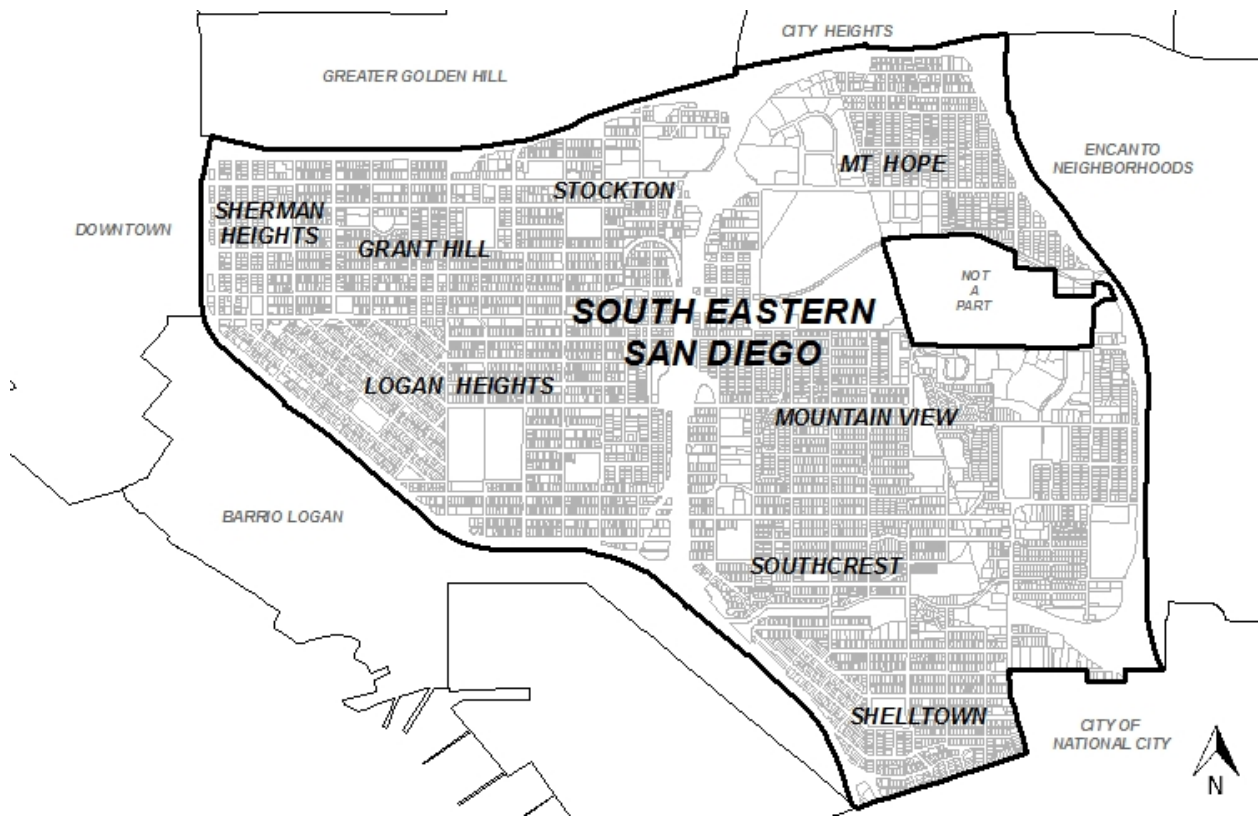 CITY HEIGHTS
GREATER GOLDEN HILL
ENCANTO
NEIGHBORHOODS
MT HOPE
STOCKTON
SHERMAN
HEIGHTS
DOWNTOWN
GRANT HILL
NOT
A
PART
SOUTH EASTERN
SAN DIEGO
LOGAN HEIGHTS
MOUNTAIN VIEW
BARRIO LOGAN
SOUTHCREST
SHELLTOWN
CITY OF
NATIONAL CITY
N